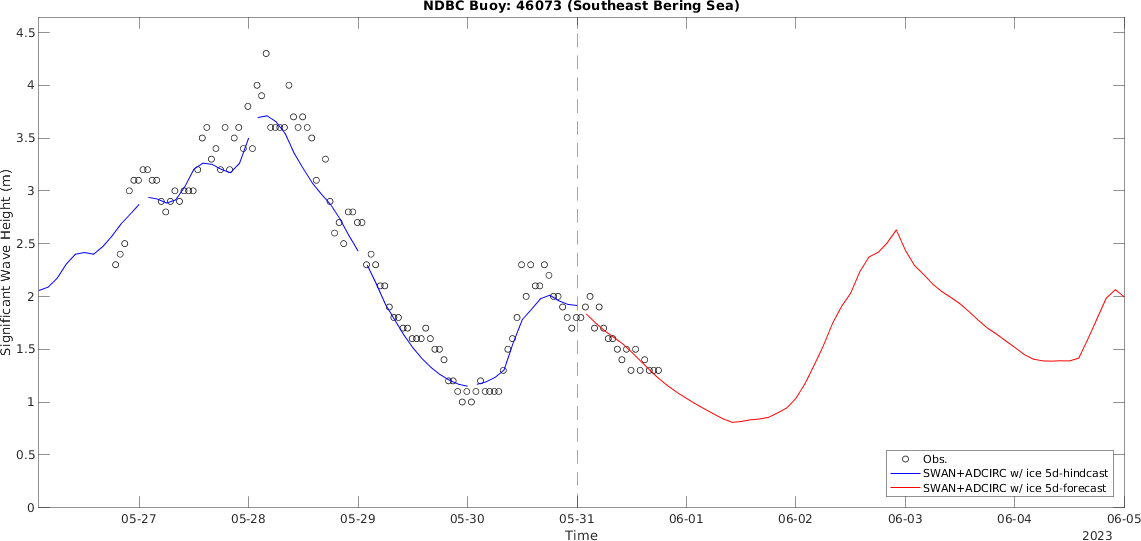 NDBC Buoy: 46073 (Southeast Bering Sea)
4.5
4
3.5
3
2.5
2
1.5
1
0.5
0
Significant Wave Height (m)
Obs.
SWAN+ADCIRC w/ ice 5d-hindcast
SWAN+ADCIRC w/ ice 5d-forecast
05-27 05-28 05-29 05-30 05-31 06-01 06-02 06-03 06-04 06-05
Time
2023